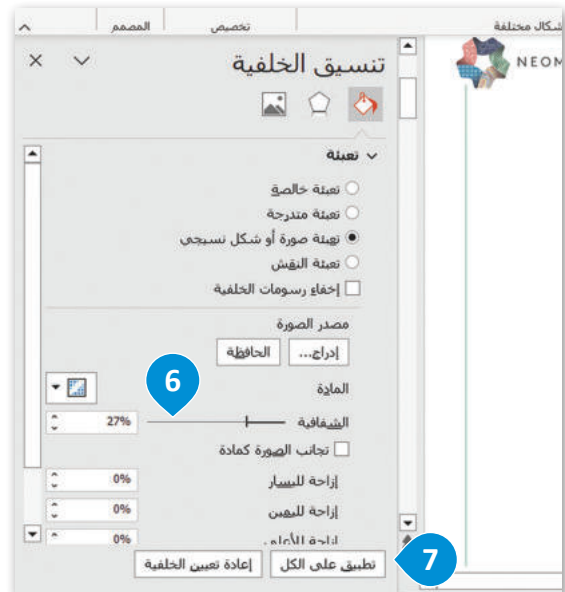 أشكال مختلفة
تخصيص
المصمم
NEOM
تنسيق الخلفية
تعبئة
تعبئة خالصة
تعبئة متدرجة
تعبئة صورة أو شكل نسيجي
تعبئة النقش
إخفاء رسومات الخلفية
مصدر الصورة
إدراج... الحافظة
6
المادة
الشفافية 27%
تجانب الصورة كمادة
إزاحة لليسار 0%
إزاحة لليمين 0%
إزاحة للأعلى 0%
تطبيق على الكل إعادة تعيين الخلفية
7